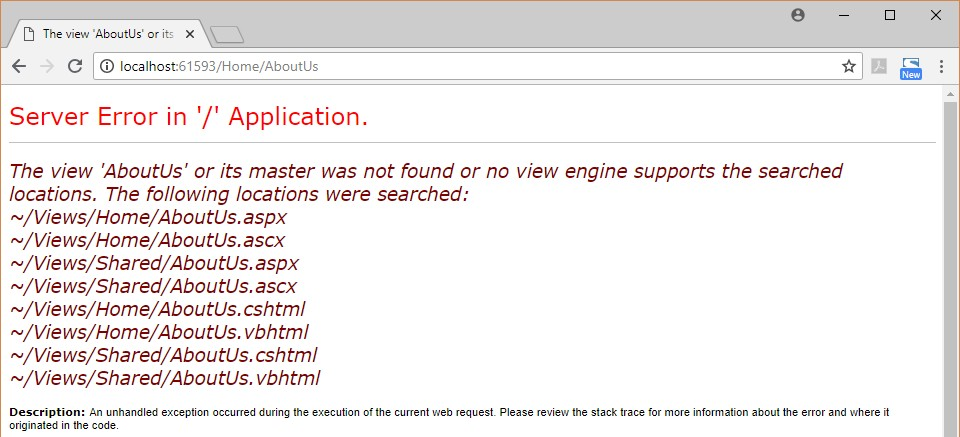 The view 'AboutUs' or its
localhost:61593/Home/AboutUs
New
Server Error in '/' Application.
The view 'AboutUs' or its master was not found or no view engine supports the searched
locations. The following locations were searched:
~/Views/Home/AboutUs.aspx
~/Views/Home/AboutUs.ascx
~/Views/Shared/AboutUs.aspx
~/Views/Shared/AboutUs.ascx
~/Views/Home/AboutUs.cshtml
~/Views/Home/AboutUs.vbhtml
~/Views/Shared/AboutUs.cshtml
~/Views/Shared/AboutUs.vbhtml
Description: An unhandled exception occurred during the execution of the current web request. Please review the stack trace for more information about the error and where it
originated in the code.